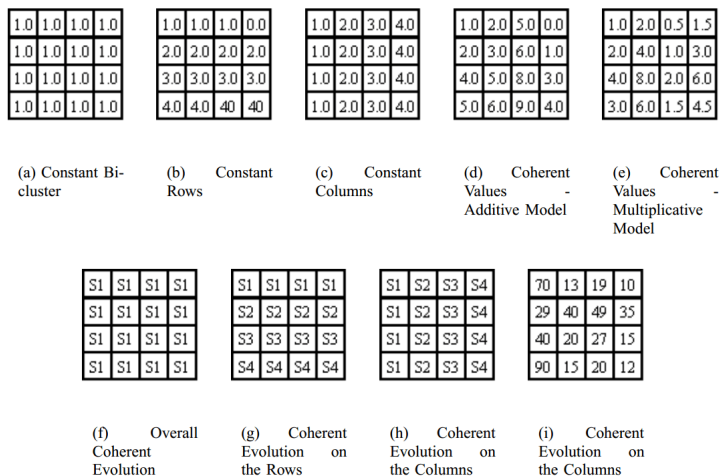 1.0 1.0 1.0 1.0 1.0 1.0 1.0 0.0 1.0 2.0 3.0 4.0 1.0 2.0 5.0 0.0 1.0 2.0 0.5 1.5
1.0 1.0 1.0 1.0 2.0 2.0 2.0 2.0 1.0 2.0 3.0 4.0 2.0 3.0 6.0 1.0 2.0 4.0 1.0 3.0
1.0 1.0 1.0 1.0 3.0 3.0 3.0 3.0 1.0 2.0 3.0 4.0 4.0 5.0 8.0 3.0 4.0 8.0 2.0 6.0
1.0 1.0 1.0 1.0 4.0 4.0 40 40 1.0 2.0 3.0 4.0 5.0 6.0 9.0 4.0 3.0 6.0 1.5 4.5
(a) Constant Bi-
cluster
(b) Constant
Rows
(c) Constant
Columns
(d) Coherent
Values -
Additive Model
(e) Coherent
Values -
Multiplicative
Model
S1 S1 S1 S1 S1 S1 S1 S1 S1 S2 S3 S4 70 13 19 10
S1 S1 S1 S1 S2 S2 S2 S2 S1 S2 S3 S4 29 40 49 35
S1 S1 S1 S1 S3 S3 S3 S3 S1 S2 S3 S4 40 20 27 15
S1 S1 S1 S1 S4 S4 S4 S4 S1 S2 S3 S4 90 15 20 12
(f) Overall
Coherent
Evolution
(g) Coherent
Evolution on
the Rows
(h) Coherent
Evolution on
the Columns
(i) Coherent
Evolution on
the Columns